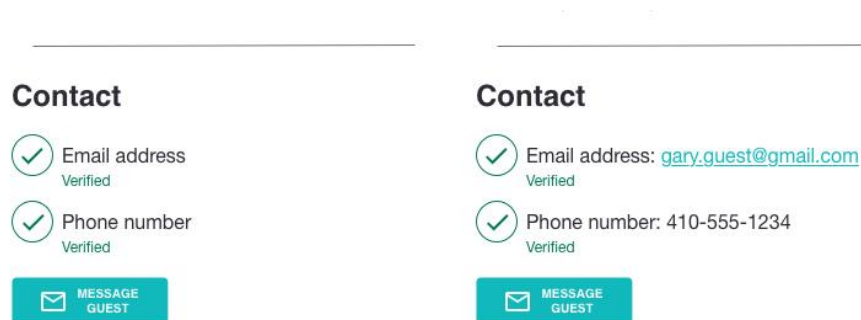 Contact
Email address
Verified
Phone number
Verified
MESSAGE
GUEST
Contact
Email address: gary.guest@gmail.com
Verified
Phone number: 410-555-1234
Verified
MESSAGE
GUEST